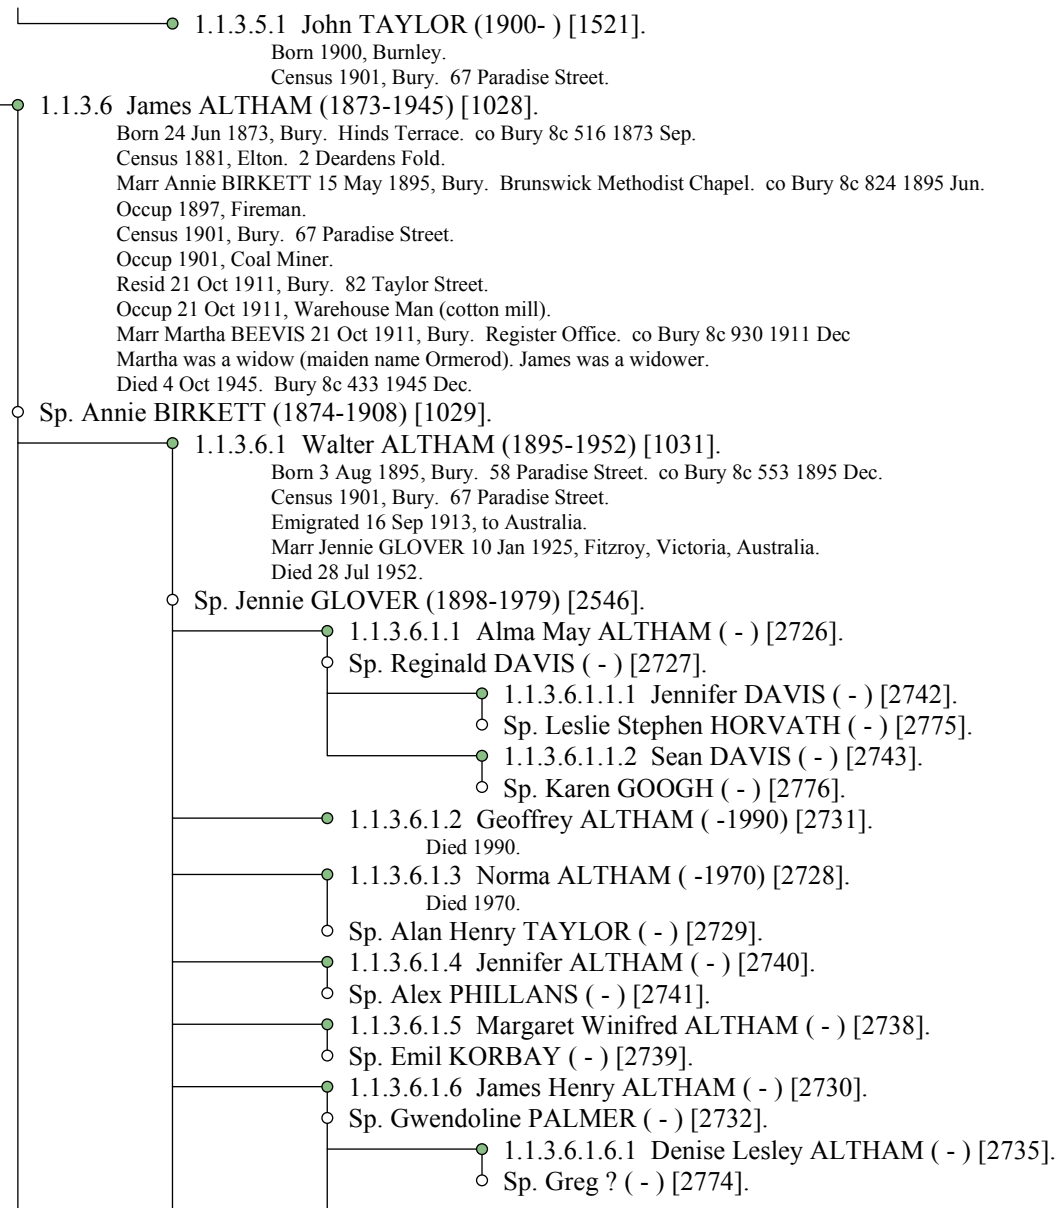 1.1.3.5.1 John TAYLOR (1900- ) [1521].
Born 1900, Burnley.
Census 1901, Bury. 67 Paradise Street.
1.1.3.6 James ALTHAM (1873-1945) [1028].
Born 24 Jun 1873, Bury. Hinds Terrace. co Bury 8c 516 1873 Sep.
Census 1881, Elton. 2 Deardens Fold.
Marr Annie BIRKETT 15 May 1895, Bury. Brunswick Methodist Chapel. co Bury 8c 824 1895 Jun.
Occup 1897, Fireman.
Census 1901, Bury. 67 Paradise Street.
Occup 1901, Coal Miner.
Resid 21 Oct 1911, Bury. 82 Taylor Street.
Occup 21 Oct 1911, Warehouse Man (cotton mill).
Marr Martha BEEVIS 21 Oct 1911, Bury. Register Office. co Bury 8c 930 1911 Dec
Martha was a widow (maiden name Ormerod). James was a widower.
Died 4 Oct 1945. Bury 8c 433 1945 Dec.
Sp. Annie BIRKETT (1874-1908) [1029].
1.1.3.6.1 Walter ALTHAM (1895-1952) [1031].
Born 3 Aug 1895, Bury. 58 Paradise Street. co Bury 8c 553 1895 Dec.
Census 1901, Bury. 67 Paradise Street.
Emigrated 16 Sep 1913, to Australia.
Marr Jennie GLOVER 10 Jan 1925, Fitzroy, Victoria, Australia.
Died 28 Jul 1952.
Sp. Jennie GLOVER (1898-1979) [2546].
1.1.3.6.1.1 Alma May ALTHAM ( - ) [2726].
Sp. Reginald DAVIS ( - ) [2727].
1.1.3.6.1.1.1 Jennifer DAVIS ( - ) [2742].
Sp. Leslie Stephen HORVATH ( - ) [2775].
1.1.3.6.1.1.2 Sean DAVIS ( - ) [2743].
Sp. Karen GOOGH ( - ) [2776].
1.1.3.6.1.2 Geoffrey ALTHAM ( -1990) [2731].
Died 1990.
1.1.3.6.1.3 Norma ALTHAM ( -1970) [2728].
Died 1970.
Sp. Alan Henry TAYLOR ( - ) [2729].
1.1.3.6.1.4 Jennifer ALTHAM ( - ) [2740].
Sp. Alex PHILLANS ( - ) [2741].
1.1.3.6.1.5 Margaret Winifred ALTHAM ( - ) [2738].
Sp. Emil KORBAY ( - ) [2739].
1.1.3.6.1.6 James Henry ALTHAM ( - ) [2730].
Sp. Gwendoline PALMER ( - ) [2732].
1.1.3.6.1.6.1 Denise Lesley ALTHAM ( - ) [2735].
Sp. Greg ? ( - ) [2774].